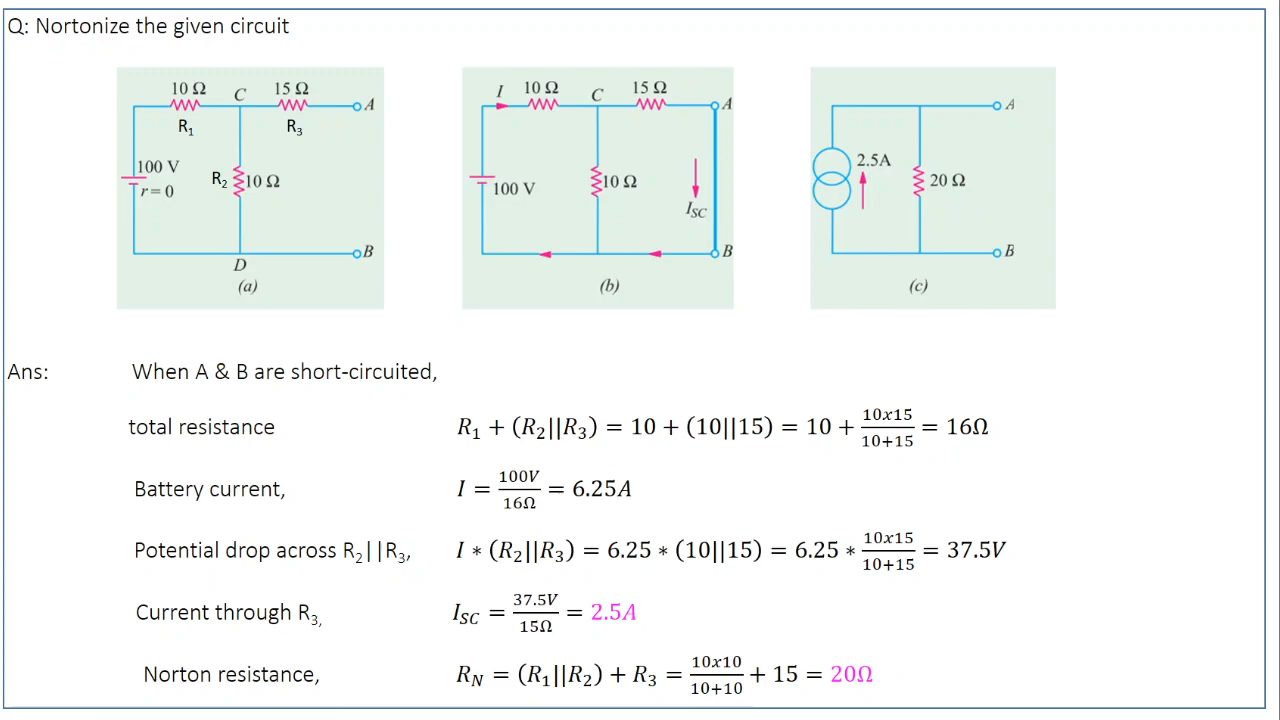 Q: Nortonize the given circuit
10 Ω C 15 Ω
A
R₁ R₃
100 V
r = 0
R₂ 10 Ω
B
D
(a)
I 10 Ω C 15 Ω
A
100 V
10 Ω
I_SC
B
(b)
A
2.5A
20 Ω
B
(c)
Ans: When A & B are short-circuited,
total resistance R₁ + (R₂||R₃) = 10 + (10||15) = 10 + 10x15/10+15 = 16Ω
Battery current, I = 100V/16Ω = 6.25A
Potential drop across R₂||R₃, I ∗ (R₂||R₃) = 6.25 ∗ (10||15) = 6.25 ∗ 10x15/10+15 = 37.5V
Current through R₃, I_SC = 37.5V/15Ω = 2.5A
Norton resistance, R_N = (R₁||R₂) + R₃ = 10x10/10+10 + 15 = 20Ω